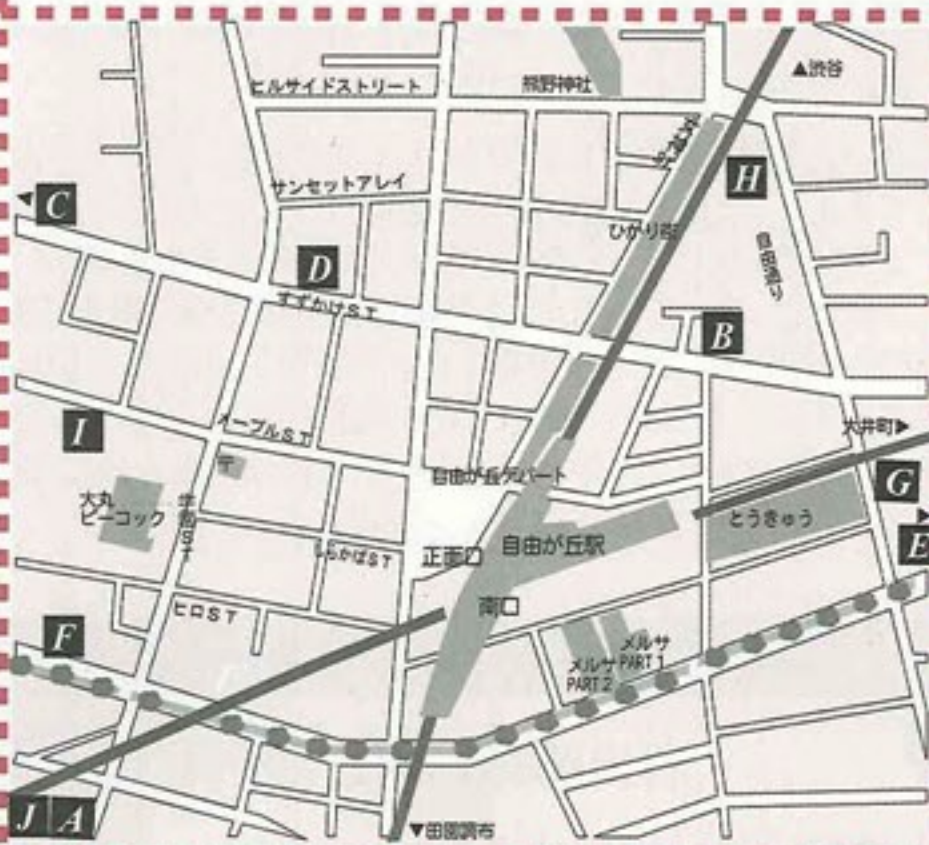 ▲渋谷
ヒルサイドストリート
熊野神社
H
サンセットアレイ
C
ひかり街
自由通り
D
すずかけST
B
I
メープルST
大井町▶
自由が丘デパート
G
大丸
ピーコック
学園ST
〒
とうきゅう
E
しらかばST
正面口
自由が丘駅
ヒロST
南口
F
メルサ
PART 1
メルサ
PART 2
J
A
▼田園調布